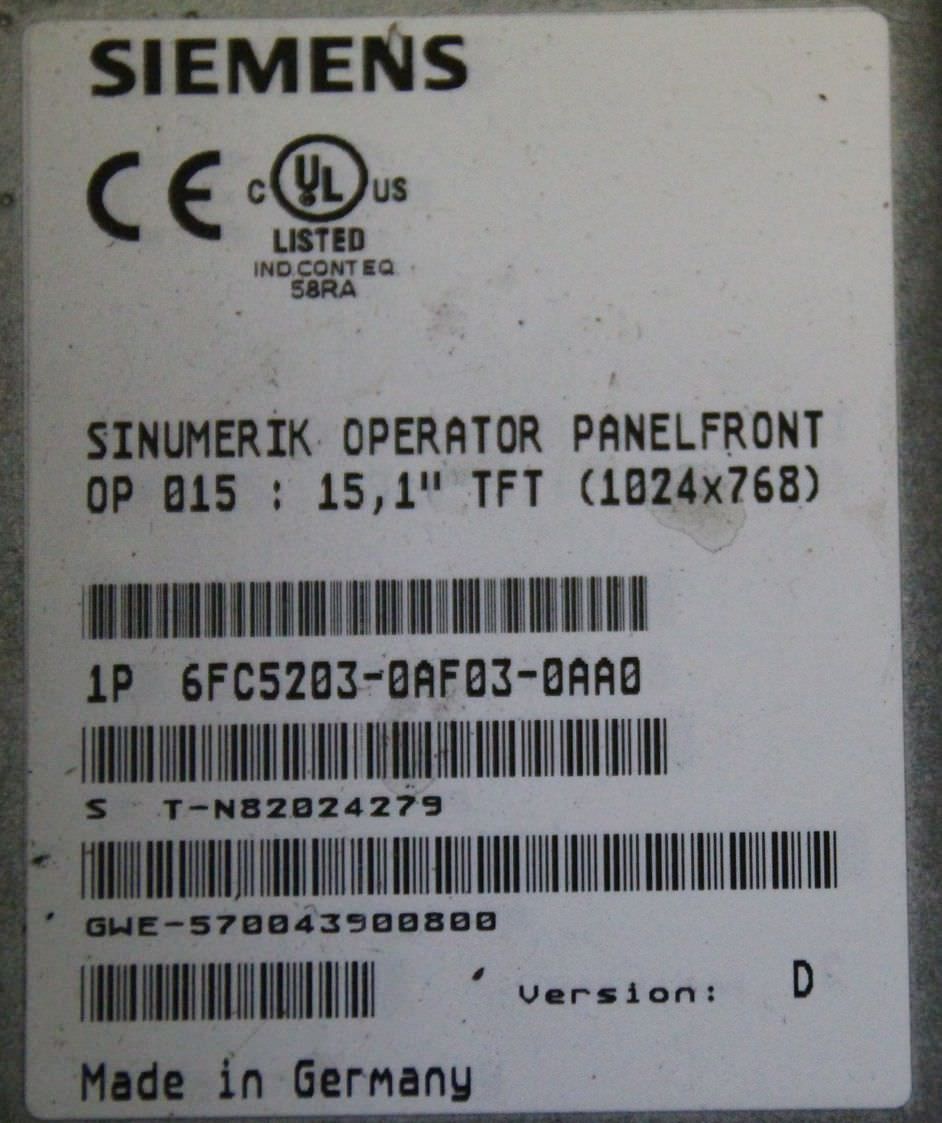 SIEMENS
CE
C UL US
LISTED
IND.CONT EQ
58RA
SINUMERIK OPERATOR PANELFRONT
OP 015 : 15,1" TFT (1024x768)
1P 6FC5203-0AF03-0AA0
S T-N82024279
GWE-570043900800
Version: D
Made in Germany